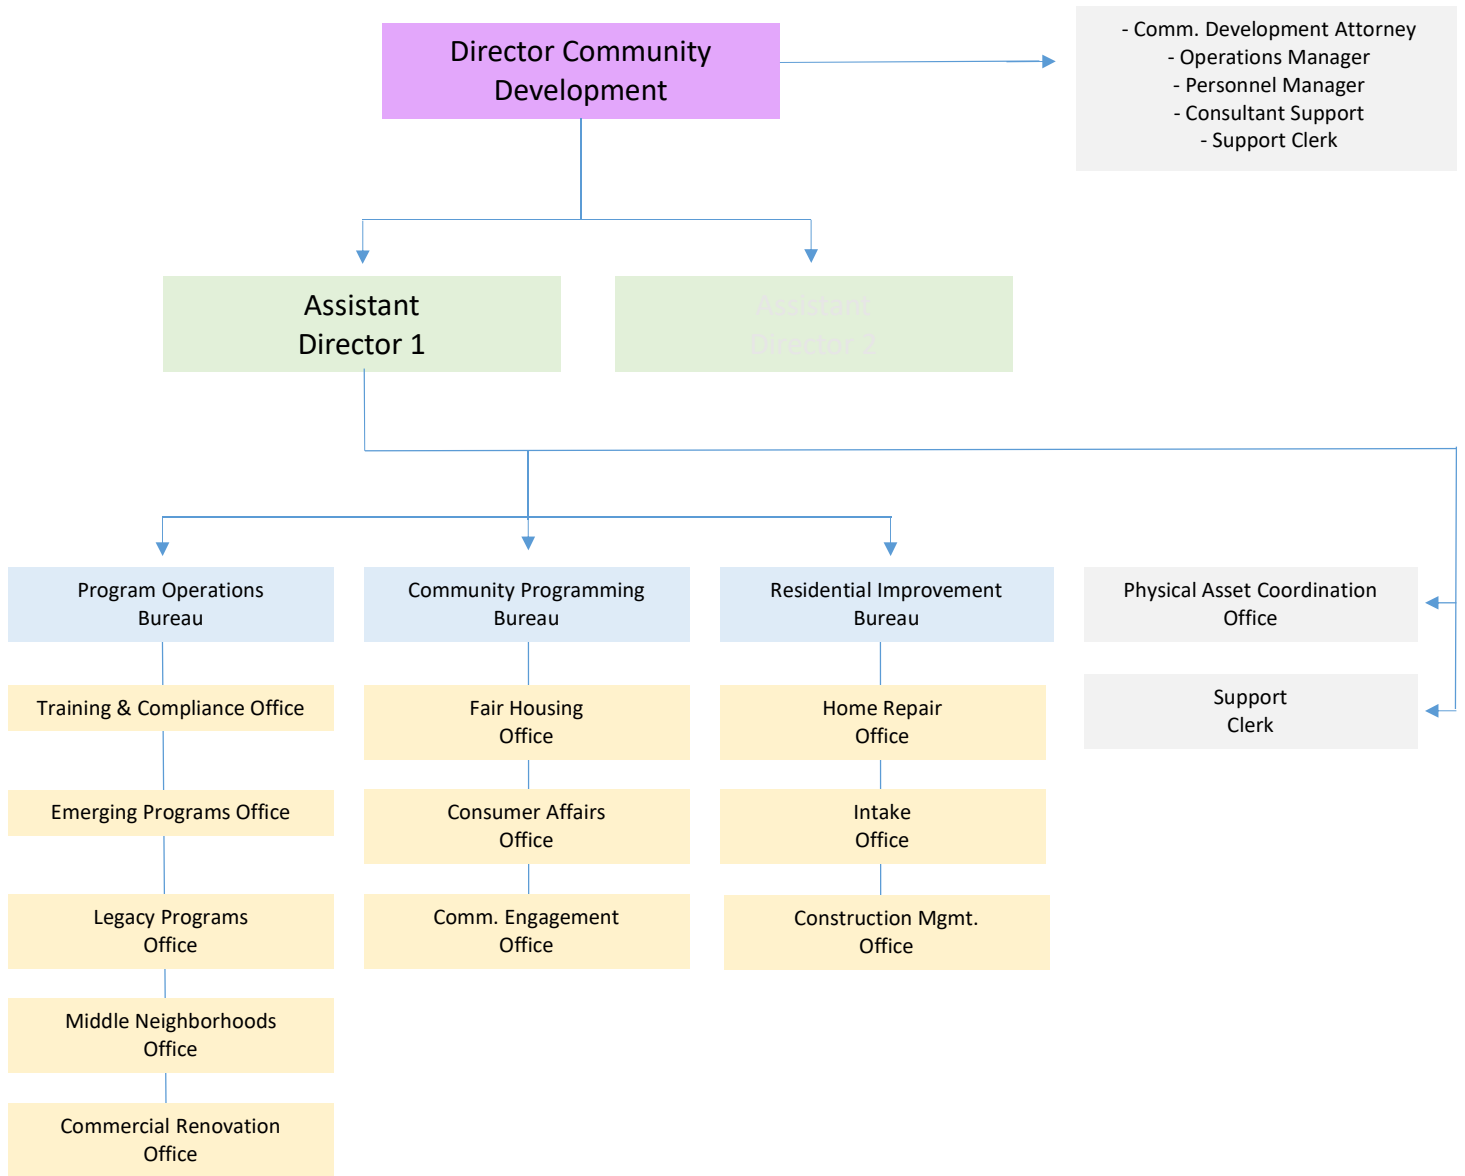 Director Community
Development
- Comm. Development Attorney
- Operations Manager
- Personnel Manager
- Consultant Support
- Support Clerk
Assistant
Director 1
Assistant
Director 2
Program Operations
Bureau
Community Programming
Bureau
Residential Improvement
Bureau
Physical Asset Coordination
Office
Training & Compliance Office
Fair Housing
Office
Home Repair
Office
Support
Clerk
Emerging Programs Office
Consumer Affairs
Office
Intake
Office
Legacy Programs
Office
Comm. Engagement
Office
Construction Mgmt.
Office
Middle Neighborhoods
Office
Commercial Renovation
Office